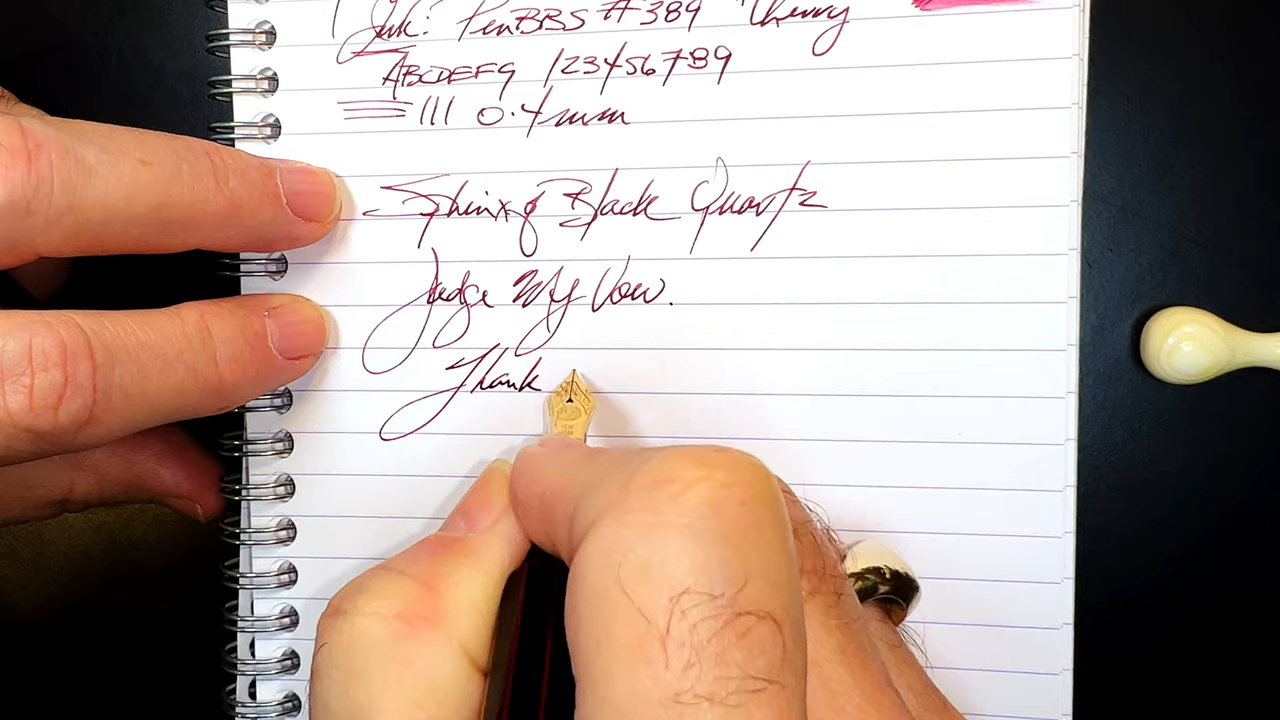 Ink: PenBBS #389 "Cherry
ABCDEFG 123456789
111 0.4mm
Sphinx of Black Quartz
Judge My Vow.
Thank